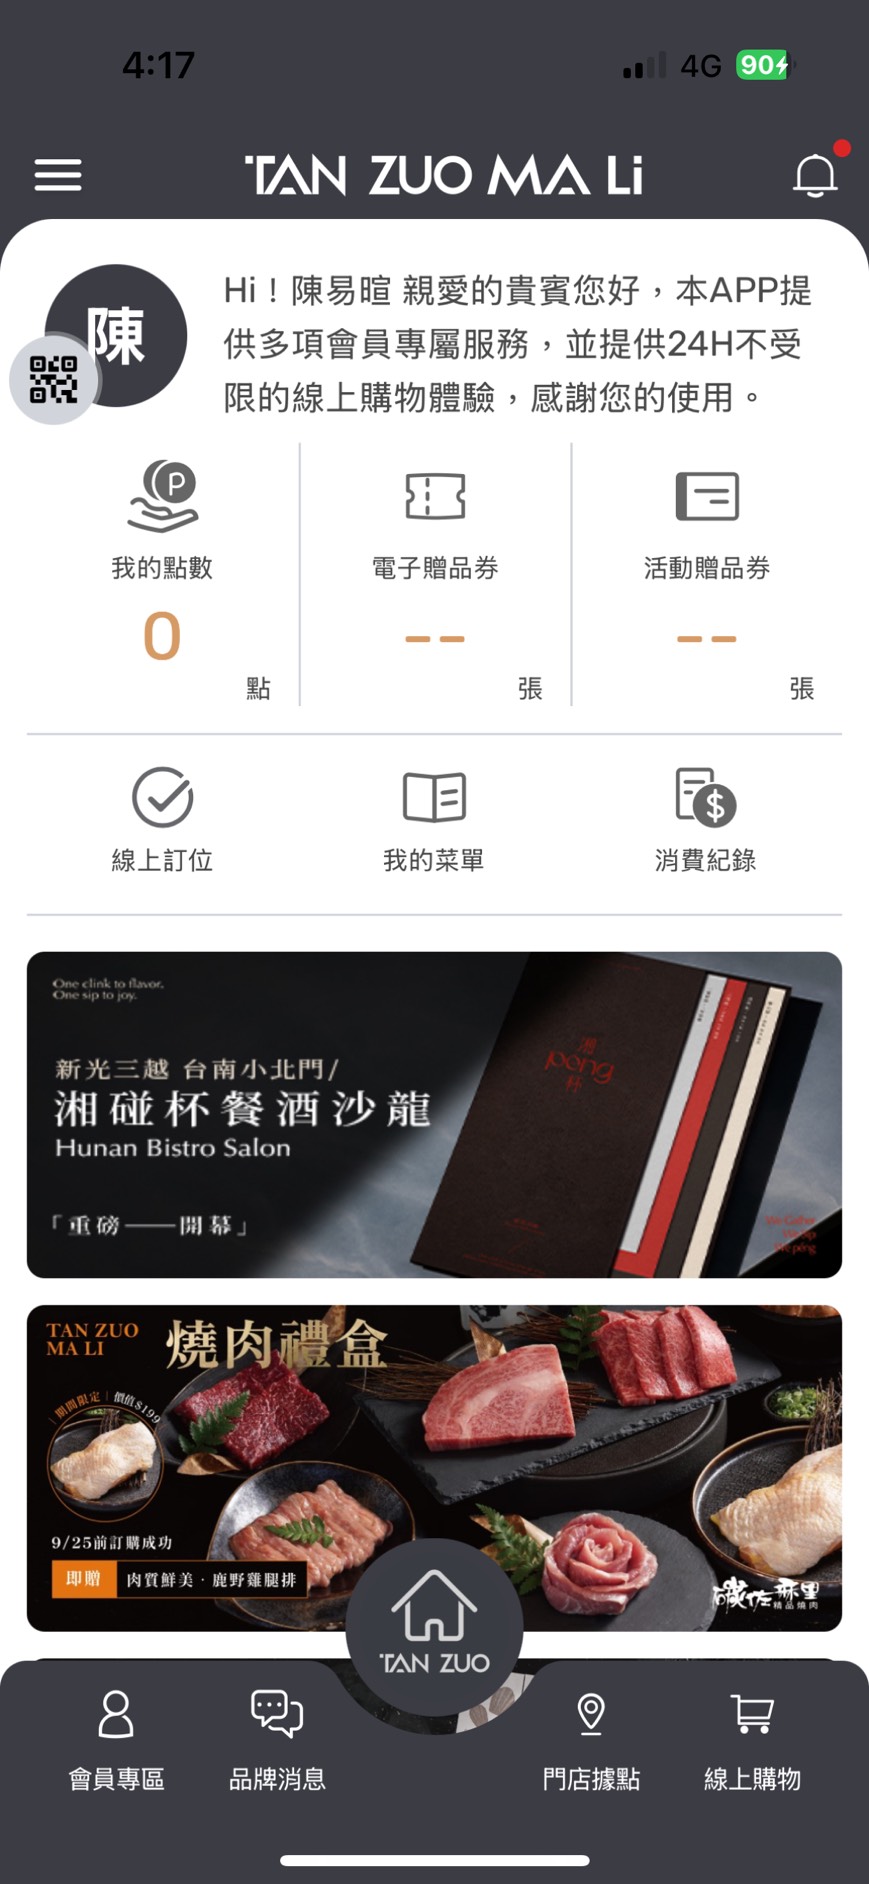 4:17
4G 90
TAN ZUO MA Li
陳
Hi！陳易暄 親愛的貴賓您好，本APP提
供多項會員專屬服務，並提供24H不受
限的線上購物體驗，感謝您的使用。
P
我的點數
電子贈品券
活動贈品券
0
--
--
點
張
張
$
線上訂位
我的菜單
消費紀錄
One clink to flavor.
One sip to joy.
新光三越 台南小北門/
湘碰杯餐酒沙龍
Hunan Bistro Salon
「重磅——開幕」
湘
peng
杯
We Gather
We Sip
We péng
TAN ZUO
MA LI
燒肉禮盒
期間限定｜價值$199
9/25前訂購成功
即贈 肉質鮮美·鹿野雞腿排
碳佐麻里
精品燒肉
TAN ZUO
會員專區
品牌消息
門店據點
線上購物